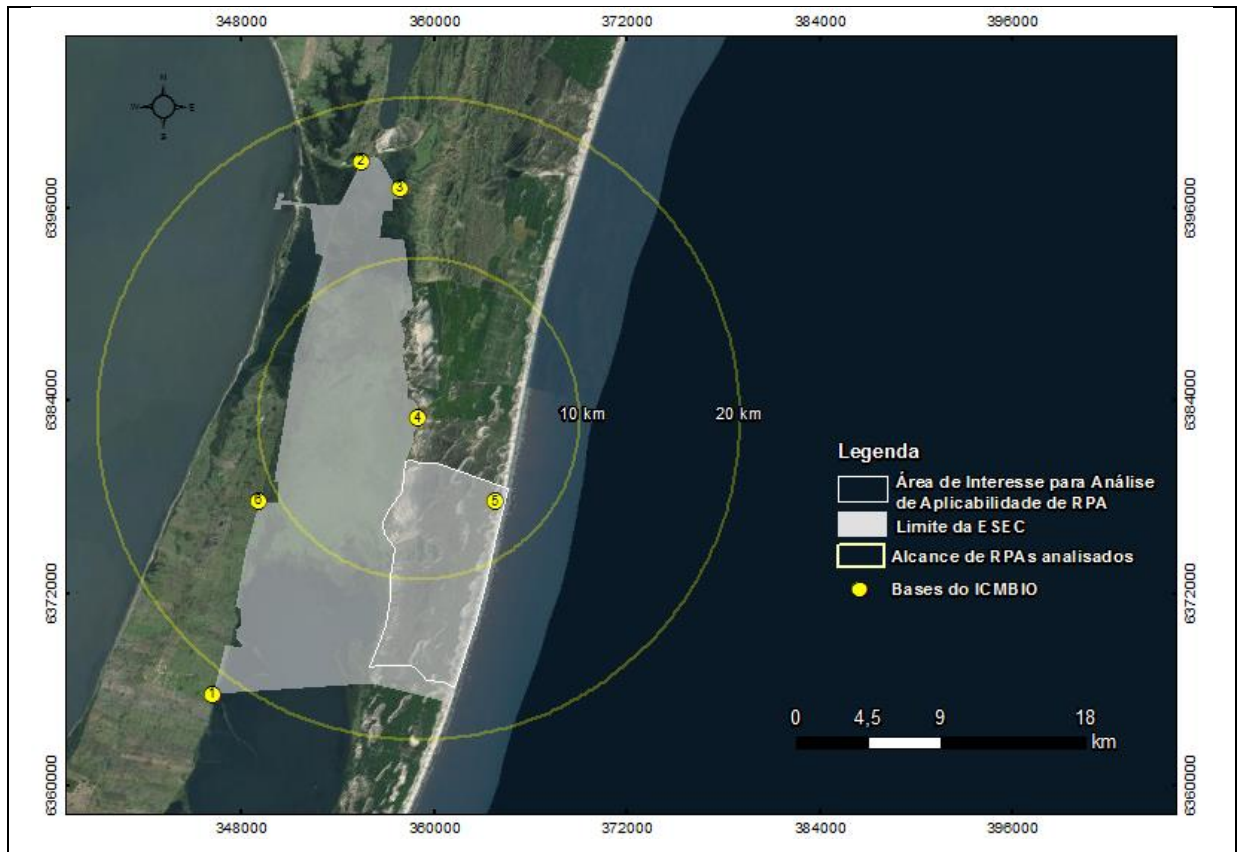 348000 360000 372000 384000 396000
N
W E
S
2
3
6396000 6396000
4
10 km 20 km
6384000 6384000
Legenda
Área de Interesse para Análise
de Aplicabilidade de RPA
Limite da ESEC
Alcance de RPAs analisados
Bases do ICMBIO
6
5
6372000 6372000
1
0 4,5 9 18
km
6360000 6360000
348000 360000 372000 384000 396000